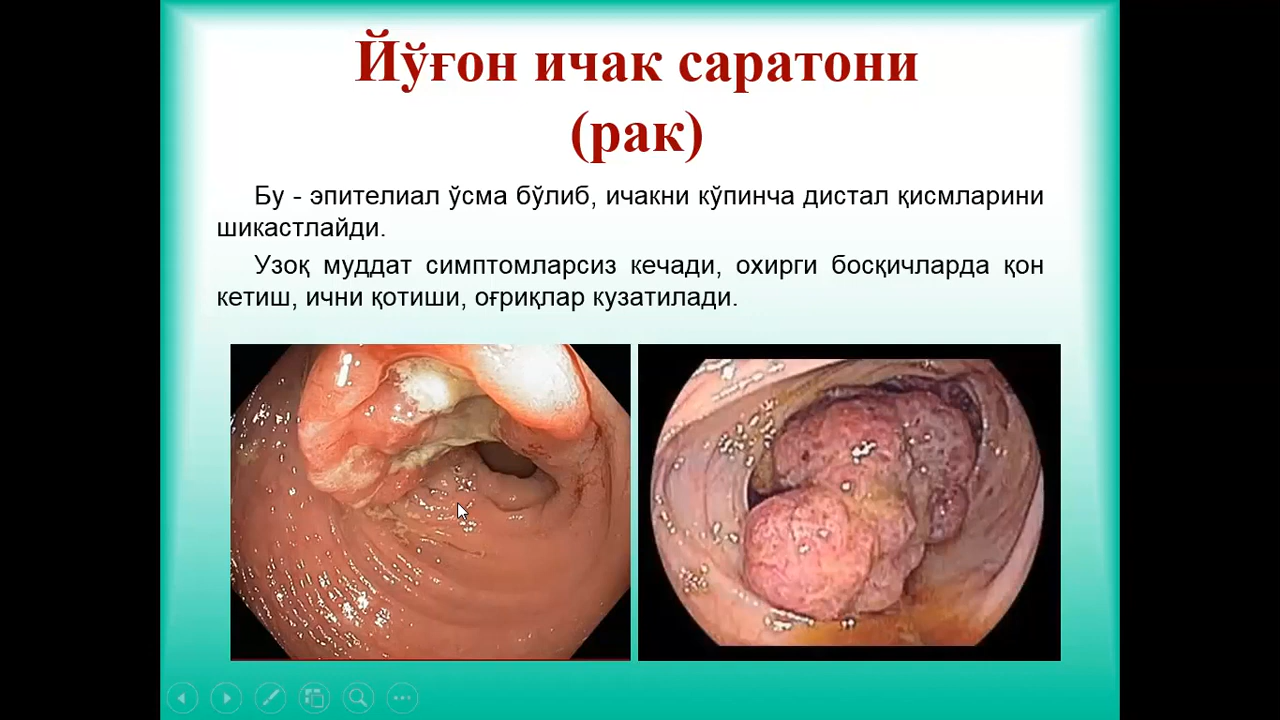 Йўғон ичак саратони
(рак)
Бу - эпителиал ўсма бўлиб, ичакни кўпинча дистал қисмларини
шикастлайди.
Узоқ муддат симптомларсиз кечади, охирги босқичларда қон
кетиш, ични қотиши, оғриқлар кузатилади.